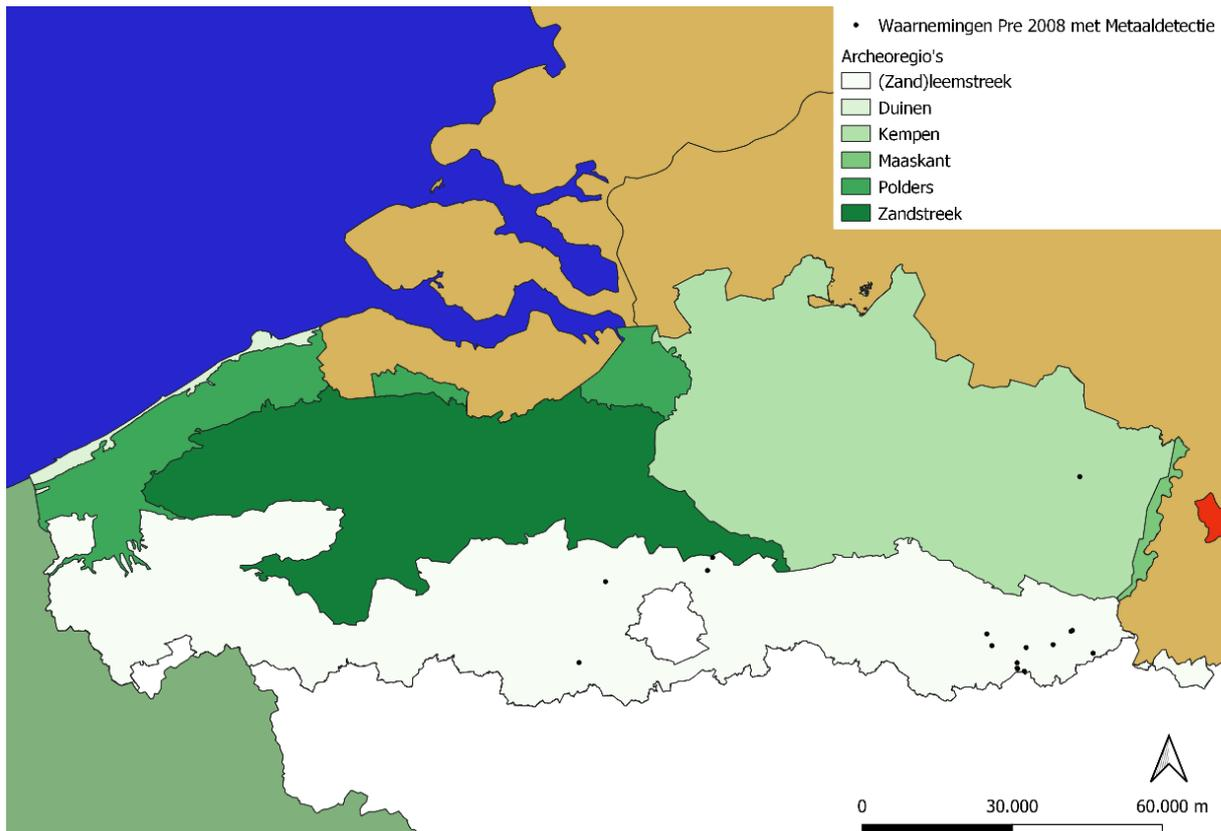 Waarnemingen Pre 2008 met Metaaldetectie
Archeoregio's
(Zand)leemstreek
Duinen
Kempen
Maaskant
Polders
Zandstreek
0 30.000 60.000 m